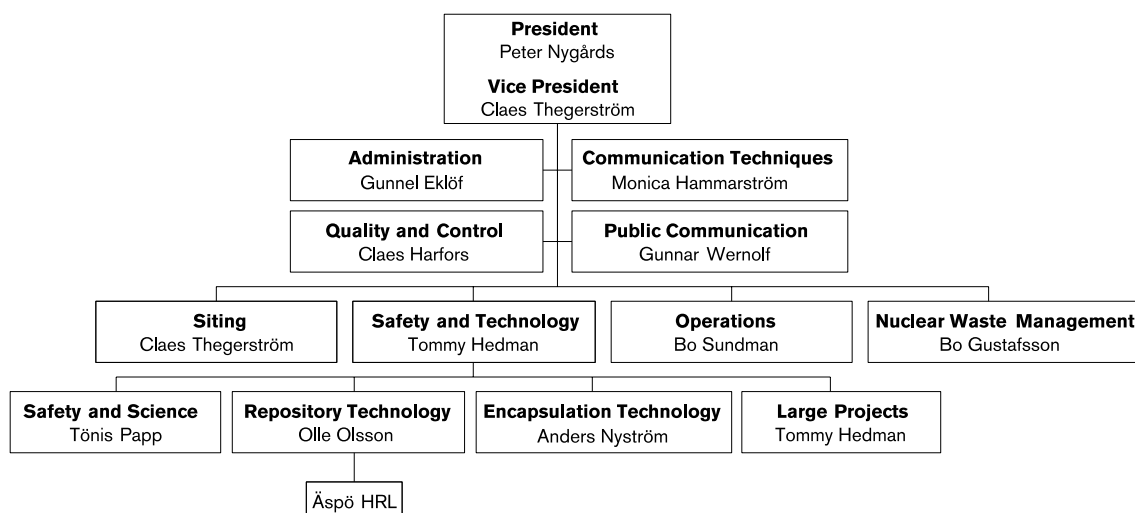 President
Peter Nygårds
Vice President
Claes Thegerström
Administration
Gunnel Eklöf
Communication Techniques
Monica Hammarström
Quality and Control
Claes Harfors
Public Communication
Gunnar Wernolf
Siting
Claes Thegerström
Safety and Technology
Tommy Hedman
Operations
Bo Sundman
Nuclear Waste Management
Bo Gustafsson
Safety and Science
Tönis Papp
Repository Technology
Olle Olsson
Encapsulation Technology
Anders Nyström
Large Projects
Tommy Hedman
Äspö HRL